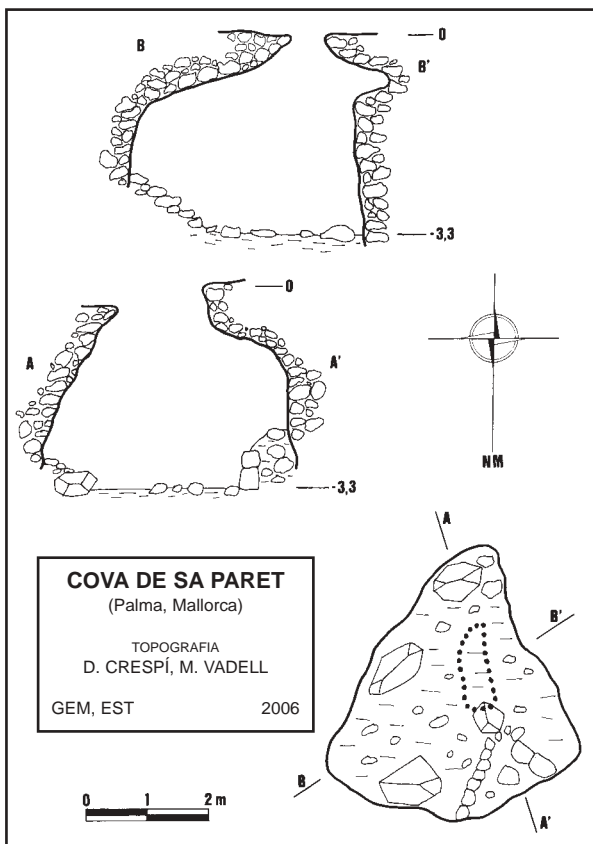 B
0
B'
-3,3
0
A
A'
-3,3
NM
COVA DE SA PARET
(Palma, Mallorca)
TOPOGRAFIA
D. CRESPÍ, M. VADELL
GEM, EST 2006
0 1 2 m
A
B'
B
A'